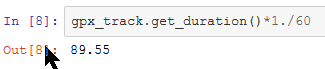 In [8]: gpx_track.get_duration()*1./60
Out[8]: 89.55